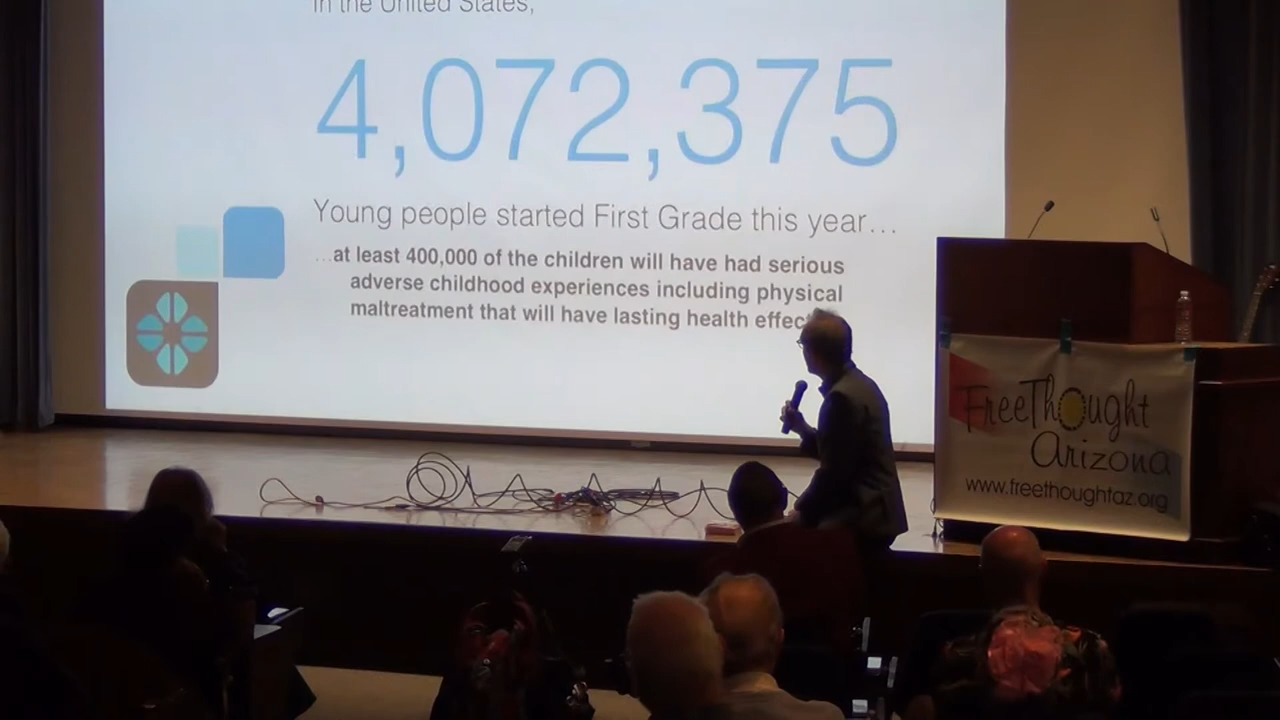 in the United States,
4,072,375
Young people started First Grade this year...
...at least 400,000 of the children will have had serious
adverse childhood experiences including physical
maltreatment that will have lasting health
FreeThought
Arizona
www.freethoughtaz.org